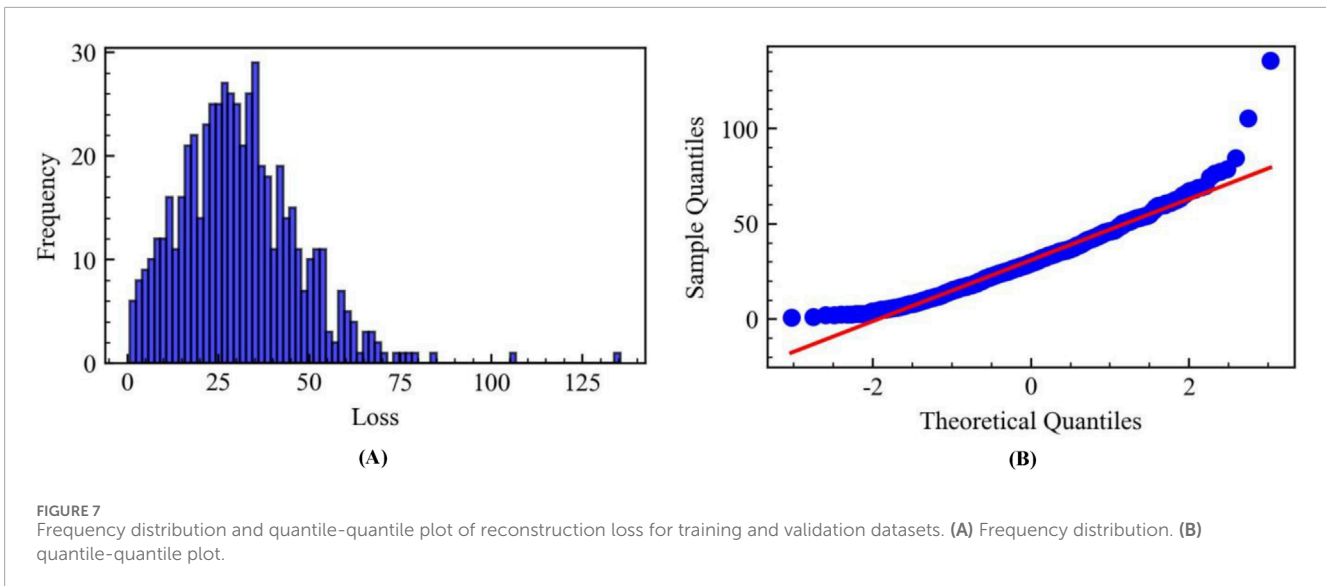 30
20
10
0
Frequency
0 25 50 75 100 125
Loss
(A)
100
50
0
Sample Quantiles
-2 0 2
Theoretical Quantiles
(B)
FIGURE 7
Frequency distribution and quantile-quantile plot of reconstruction loss for training and validation datasets. (A) Frequency distribution. (B)
quantile-quantile plot.